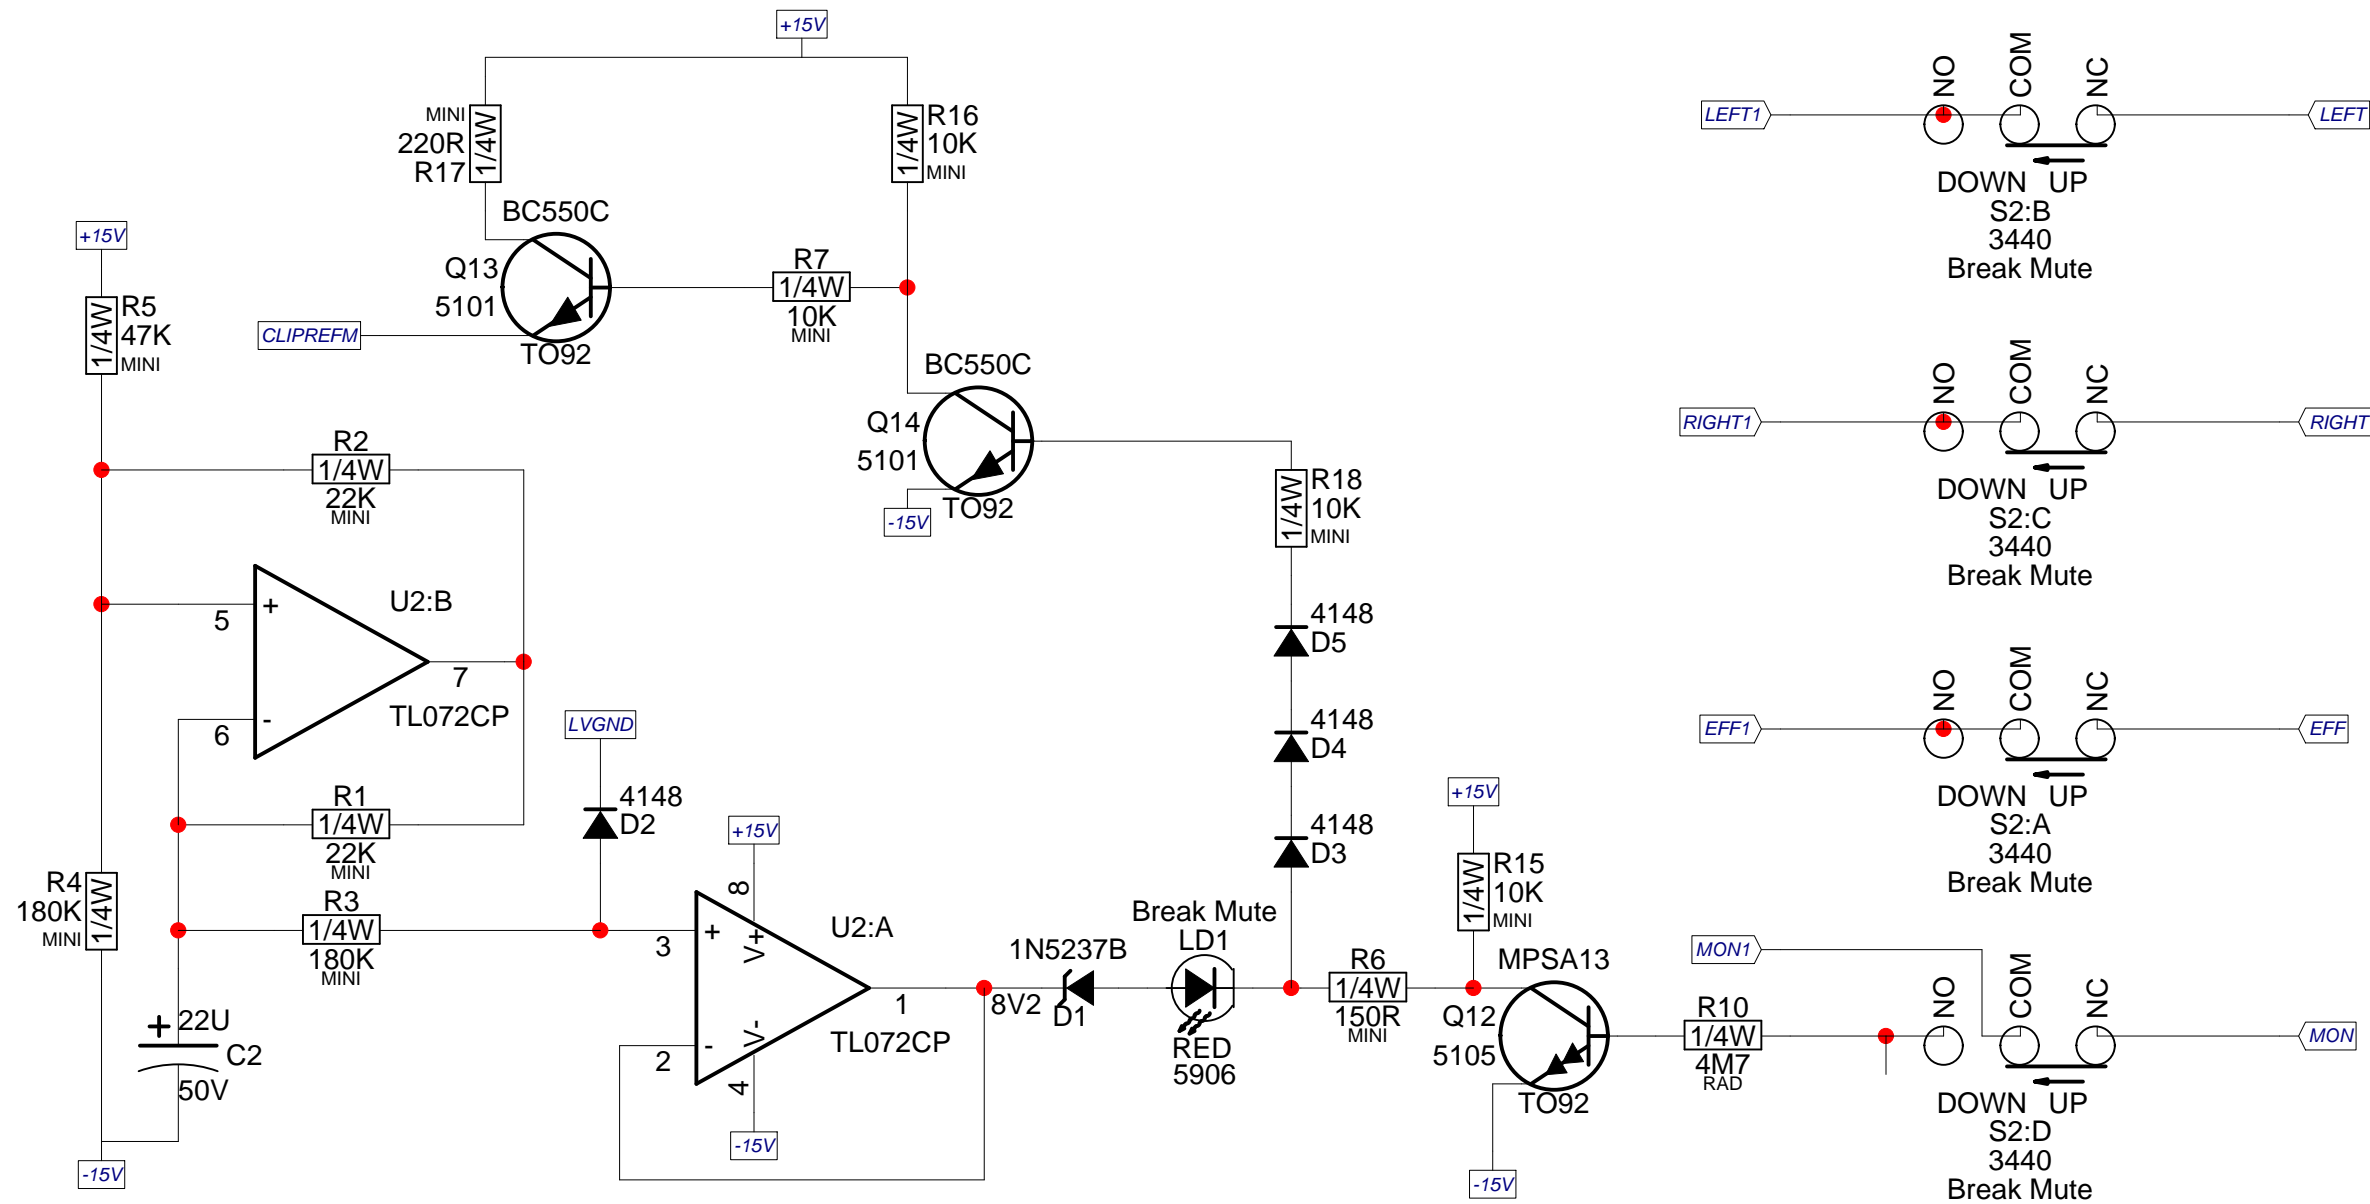 +15V
MINI
220R
R17
1/4W
R16
10K
MINI
1/4W
BC550C
Q13
5101
TO92
CLIPREFM
R7
1/4W
10K
MINI
+15V
R5
47K
MINI
1/4W
BC550C
Q14
5101
TO92
-15V
R2
1/4W
22K
MINI
R18
10K
MINI
1/4W
+
5
-
6
7
U2:B
TL072CP
4148
D5
4148
D4
4148
D3
LVGND
4148
D2
R1
1/4W
22K
MINI
R4
180K
MINI
1/4W
R3
1/4W
180K
MINI
+ 22U
C2
50V
-15V
+15V
8
V+
+
3
-
2
V-
4
1
U2:A
TL072CP
-15V
1N5237B
8V2
D1
Break Mute
LD1
RED
5906
R6
1/4W
150R
MINI
+15V
R15
10K
MINI
1/4W
MPSA13
Q12
5105
TO92
-15V
R10
1/4W
4M7
RAD
LEFT1
NO
COM
NC
LEFT
DOWN UP
S2:B
3440
Break Mute
RIGHT1
NO
COM
NC
RIGHT
DOWN UP
S2:C
3440
Break Mute
EFF1
NO
COM
NC
EFF
DOWN UP
S2:A
3440
Break Mute
MON1
NO
COM
NC
MON
DOWN UP
S2:D
3440
Break Mute